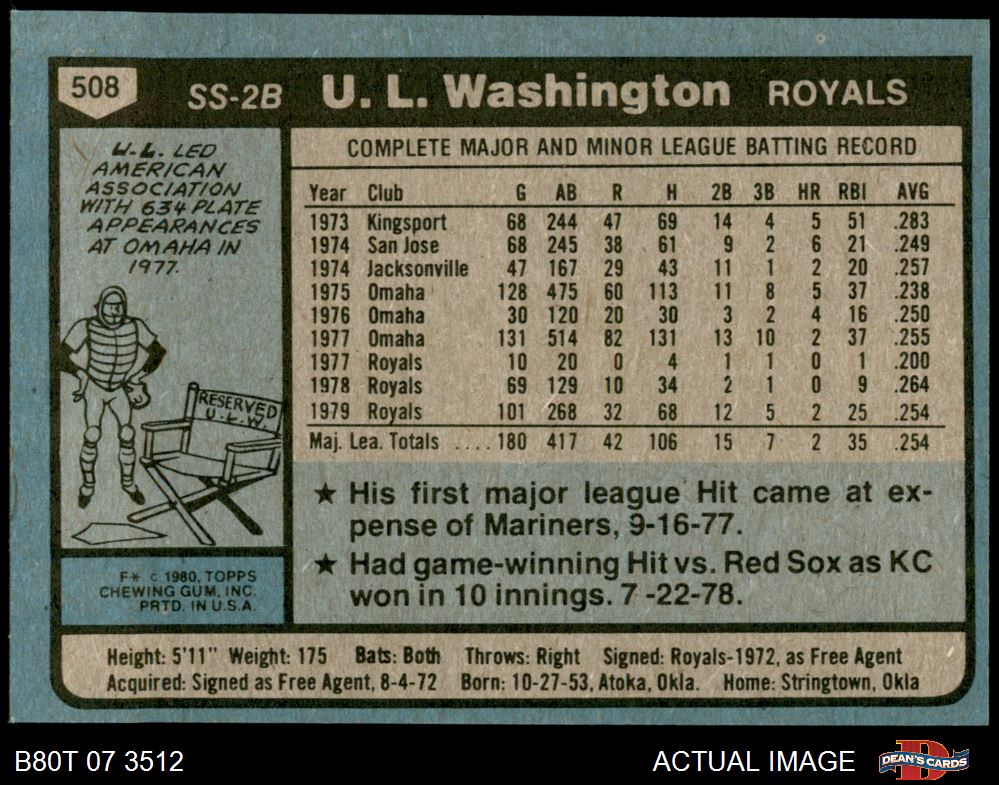 508 SS-2B U. L. Washington ROYALS
U.L. LED
AMERICAN
ASSOCIATION
WITH 634 PLATE
APPEARANCES
AT OMAHA IN
1977.
RESERVED
U.L.W.
F* © 1980, TOPPS
CHEWING GUM, INC.
PRTD. IN U.S.A.
COMPLETE MAJOR AND MINOR LEAGUE BATTING RECORD
Year Club G AB R H 2B 3B HR RBI AVG
1973 Kingsport 68 244 47 69 14 4 5 51 .283
1974 San Jose 68 245 38 61 9 2 6 21 .249
1974 Jacksonville 47 167 29 43 11 1 2 20 .257
1975 Omaha 128 475 60 113 11 8 5 37 .238
1976 Omaha 30 120 20 30 3 2 4 16 .250
1977 Omaha 131 514 82 131 13 10 2 37 .255
1977 Royals 10 20 0 4 1 1 0 1 .200
1978 Royals 69 129 10 34 2 1 0 9 .264
1979 Royals 101 268 32 68 12 5 2 25 .254
Maj. Lea. Totals .... 180 417 42 106 15 7 2 35 .254
★ His first major league Hit came at ex-
pense of Mariners, 9-16-77.
★ Had game-winning Hit vs. Red Sox as KC
won in 10 innings. 7 -22-78.
Height: 5'11" Weight: 175 Bats: Both Throws: Right Signed: Royals-1972, as Free Agent
Acquired: Signed as Free Agent, 8-4-72 Born: 10-27-53, Atoka, Okla. Home: Stringtown, Okla
B80T 07 3512 ACTUAL IMAGE D DEAN'S CARDS